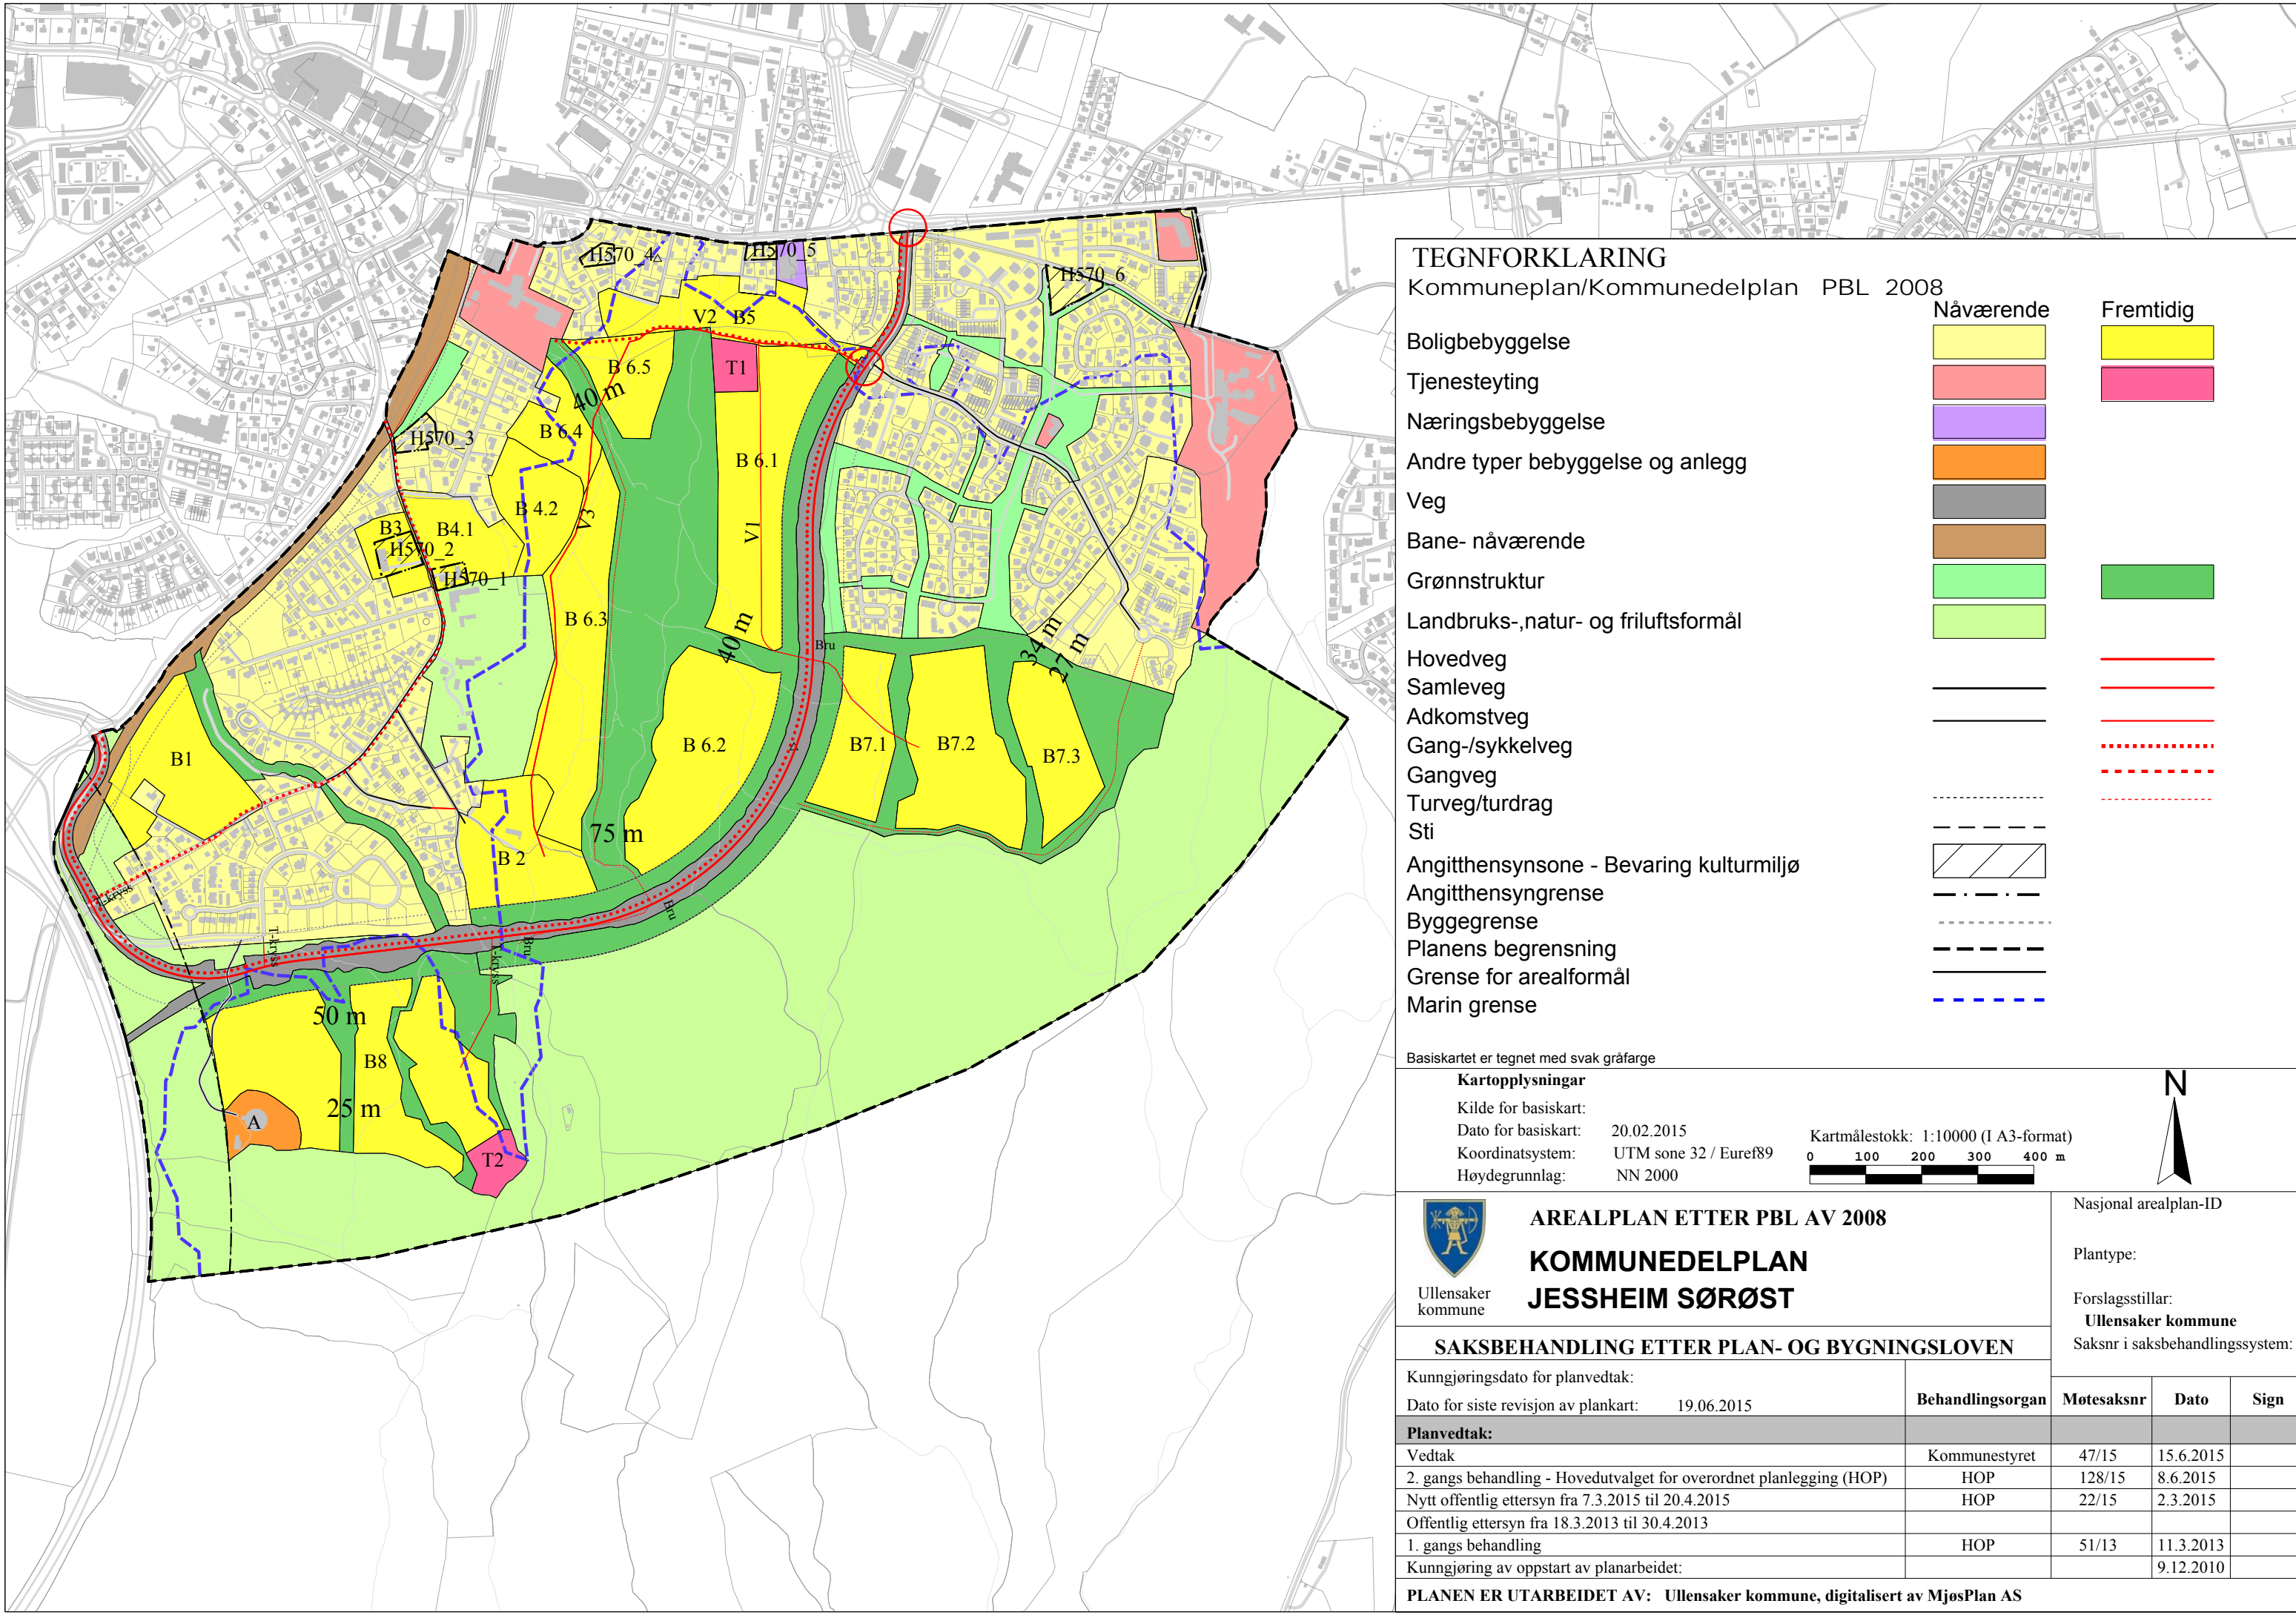 H570_4
H570_5
H570_6
V2
B5
B 6.5
T1
40 m
B 6.4
H570_3
B 6.1
B 4.2
V3
V1
B3
B4.1
H570_2
H570_1
B 6.3
40 m
Bru
34 m
27 m
B1
B 6.2
B7.1
B7.2
B7.3
75 m
B 2
T-kryss
Bru
T-kryss
Bru
T-kryss
50 m
B8
25 m
A
T2
TEGNFORKLARING
Kommuneplan/Kommunedelplan PBL 2008
Nåværende Fremtidig
Boligbebyggelse
Tjenesteyting
Næringsbebyggelse
Andre typer bebyggelse og anlegg
Veg
Bane- nåværende
Grønnstruktur
Landbruks-,natur- og friluftsformål
Hovedveg
Samleveg
Adkomstveg
Gang-/sykkelveg
Gangveg
Turveg/turdrag
Sti
Angitthensynsone - Bevaring kulturmiljø
Angitthensyngrense
Byggegrense
Planens begrensning
Grense for arealformål
Marin grense
Basiskartet er tegnet med svak gråfarge
Kartopplysningar
Kilde for basiskart:
Dato for basiskart: 20.02.2015
Koordinatsystem: UTM sone 32 / Euref89
Høydegrunnlag: NN 2000
Kartmålestokk: 1:10000 (I A3-format)
0 100 200 300 400 m
N
Ullensaker
kommune
AREALPLAN ETTER PBL AV 2008
KOMMUNEDELPLAN
JESSHEIM SØRØST
Nasjonal arealplan-ID
Plantype:
Forslagsstillar:
Ullensaker kommune
Saksnr i saksbehandlingssystem:
SAKSBEHANDLING ETTER PLAN- OG BYGNINGSLOVEN
Kunngjøringsdato for planvedtak:
Dato for siste revisjon av plankart: 19.06.2015
Behandlingsorgan Møtesaksnr Dato Sign
Planvedtak:
Vedtak Kommunestyret 47/15 15.6.2015
2. gangs behandling - Hovedutvalget for overordnet planlegging (HOP) HOP 128/15 8.6.2015
Nytt offentlig ettersyn fra 7.3.2015 til 20.4.2015 HOP 22/15 2.3.2015
Offentlig ettersyn fra 18.3.2013 til 30.4.2013
1. gangs behandling HOP 51/13 11.3.2013
Kunngjøring av oppstart av planarbeidet: 9.12.2010
PLANEN ER UTARBEIDET AV: Ullensaker kommune, digitalisert av MjøsPlan AS